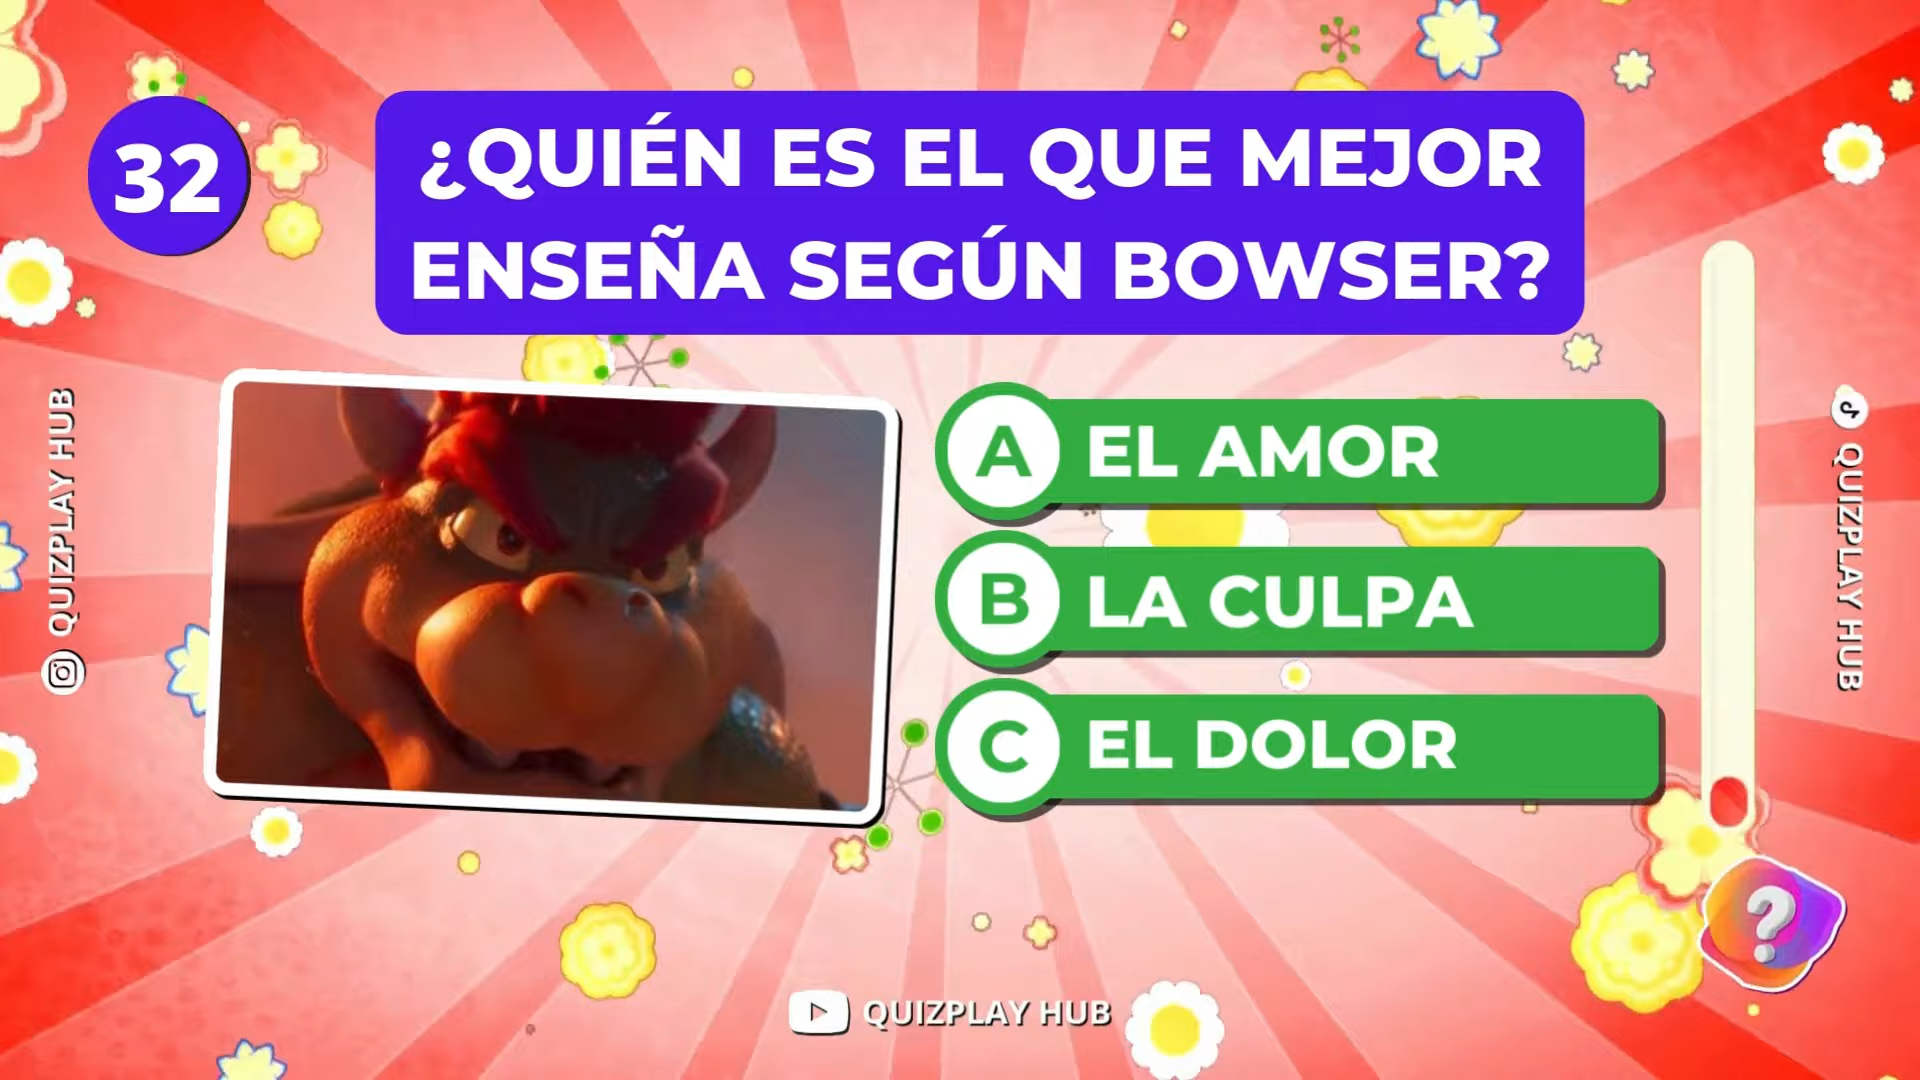 32
¿QUIÉN ES EL QUE MEJOR
ENSEÑA SEGÚN BOWSER?
A EL AMOR
B LA CULPA
C EL DOLOR
QUIZPLAY HUB
QUIZPLAY HUB
?
QUIZPLAY HUB